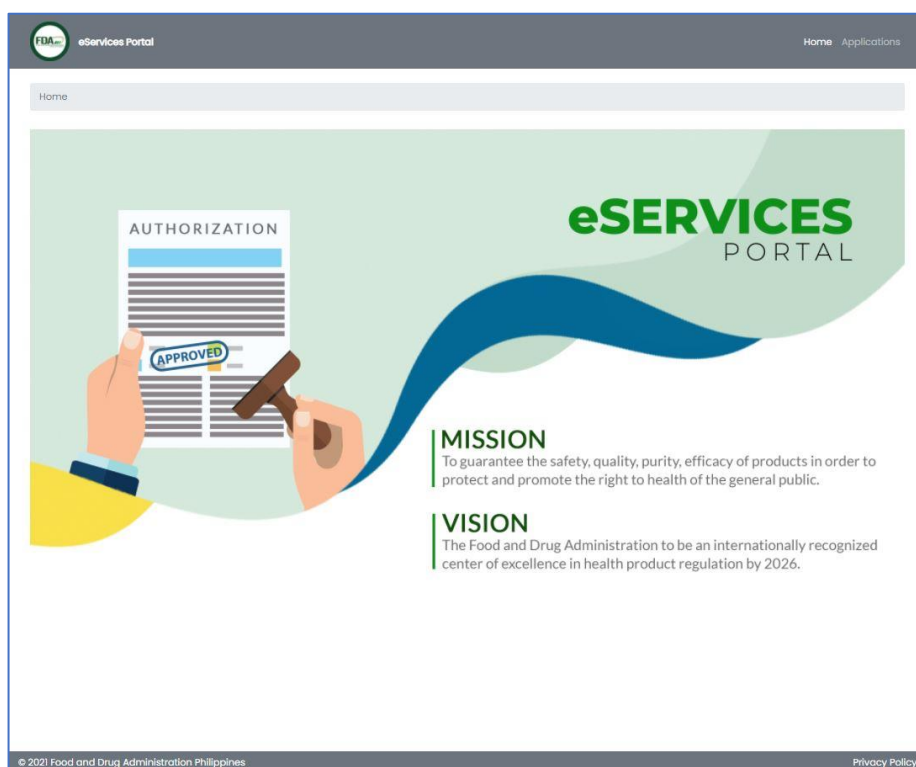 FDA
eServices Portal
Home Applications
Home
AUTHORIZATION
APPROVED
eSERVICES
PORTAL
MISSION
To guarantee the safety, quality, purity, efficacy of products in order to
protect and promote the right to health of the general public.
VISION
The Food and Drug Administration to be an internationally recognized
center of excellence in health product regulation by 2026.
© 2021 Food and Drug Administration Philippines
Privacy Policy